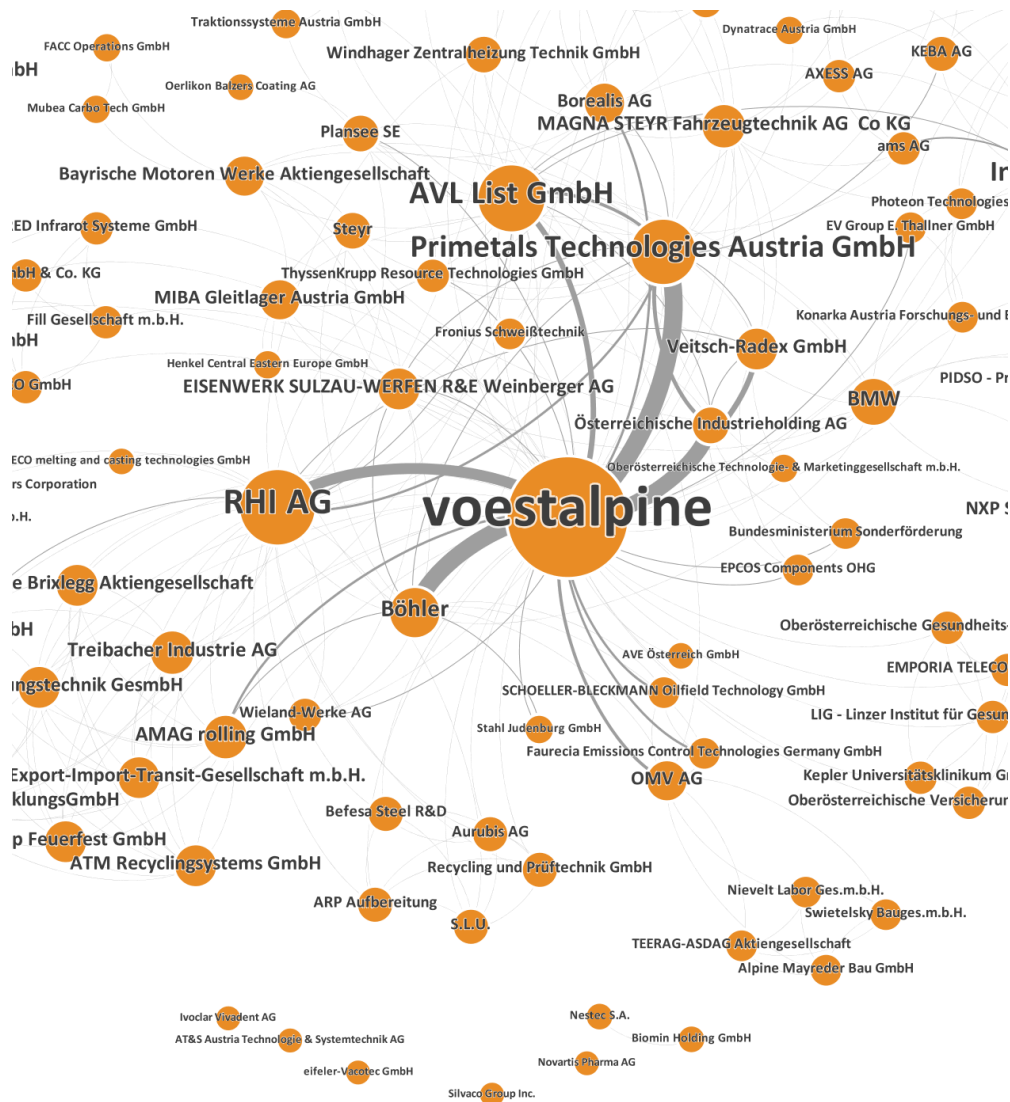 Traktionssysteme Austria GmbH
Dynatrace Austria GmbH
FACC Operations GmbH
Windhager Zentralheizung Technik GmbH
KEBA AG
bH
AXESS AG
Oerlikon Balzers Coating AG
Mubea Carbo Tech GmbH
Borealis AG
Plansee SE
MAGNA STEYR Fahrzeugtechnik AG Co KG
ams AG
Bayrische Motoren Werke Aktiengesellschaft
In
AVL List GmbH
Photeon Technologies
RED Infrarot Systeme GmbH
Steyr
EV Group E. Thallner GmbH
Primetals Technologies Austria GmbH
bH & Co. KG
ThyssenKrupp Resource Technologies GmbH
MIBA Gleitlager Austria GmbH
Fill Gesellschaft m.b.H.
Konarka Austria Forschungs- und E
Fronius Schweißtechnik
nbH
Veitsch-Radex GmbH
Henkel Central Eastern Europe GmbH
O GmbH
EISENWERK SULZAU-WERFEN R&E Weinberger AG
PIDSO - Pr
BMW
Österreichische Industrieholding AG
ECO melting and casting technologies GmbH
Oberösterreichische Technologie- & Marketinggesellschaft m.b.H.
rs Corporation
RHI AG
voestalpine
NXP S
o.H.
Bundesministerium Sonderförderung
EPCOS Components OHG
e Brixlegg Aktiengesellschaft
Böhler
bH
Oberösterreichische Gesundheits-
Treibacher Industrie AG
AVE Österreich GmbH
EMPORIA TELECO
ungstechnik GesmbH
SCHOELLER-BLECKMANN Oilfield Technology GmbH
Wieland-Werke AG
LIG - Linzer Institut für Gesun
Stahl Judenburg GmbH
AMAG rolling GmbH
Faurecia Emissions Control Technologies Germany GmbH
Export-Import-Transit-Gesellschaft m.b.H.
OMV AG
Kepler Universitätsklinikum G
klungsGmbH
Oberösterreichische Versicherun
Befesa Steel R&D
Aurubis AG
p Feuerfest GmbH
ATM Recyclingsystems GmbH
Recycling und Prüftechnik GmbH
Nievelt Labor Ges.m.b.H.
ARP Aufbereitung
Swietelsky Bauges.m.b.H.
S.L.U.
TEERAG-ASDAG Aktiengesellschaft
Alpine Mayreder Bau GmbH
Ivoclar Vivadent AG
Nestec S.A.
AT&S Austria Technologie & Systemtechnik AG
Biomin Holding GmbH
Novartis Pharma AG
eifeler-Vacotec GmbH
Silvaco Group Inc.